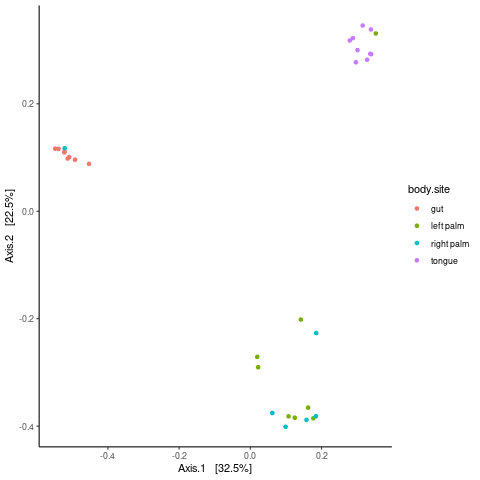 0.2
0.0
-0.2
-0.4
Axis.2 [22.5%]
-0.4 -0.2 0.0 0.2
Axis.1 [32.5%]
body.site
gut
left palm
right palm
tongue